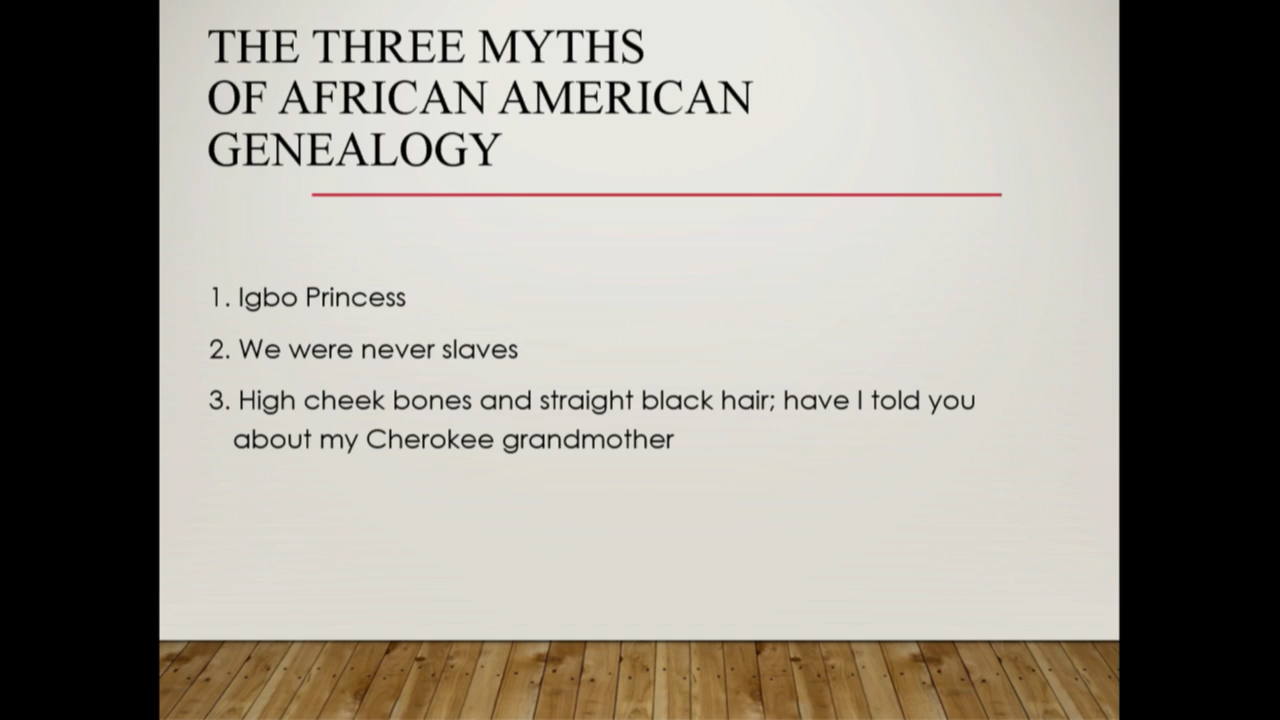 THE THREE MYTHS
OF AFRICAN AMERICAN
GENEALOGY
1. Igbo Princess
2. We were never slaves
3. High cheek bones and straight black hair; have I told you
about my Cherokee grandmother